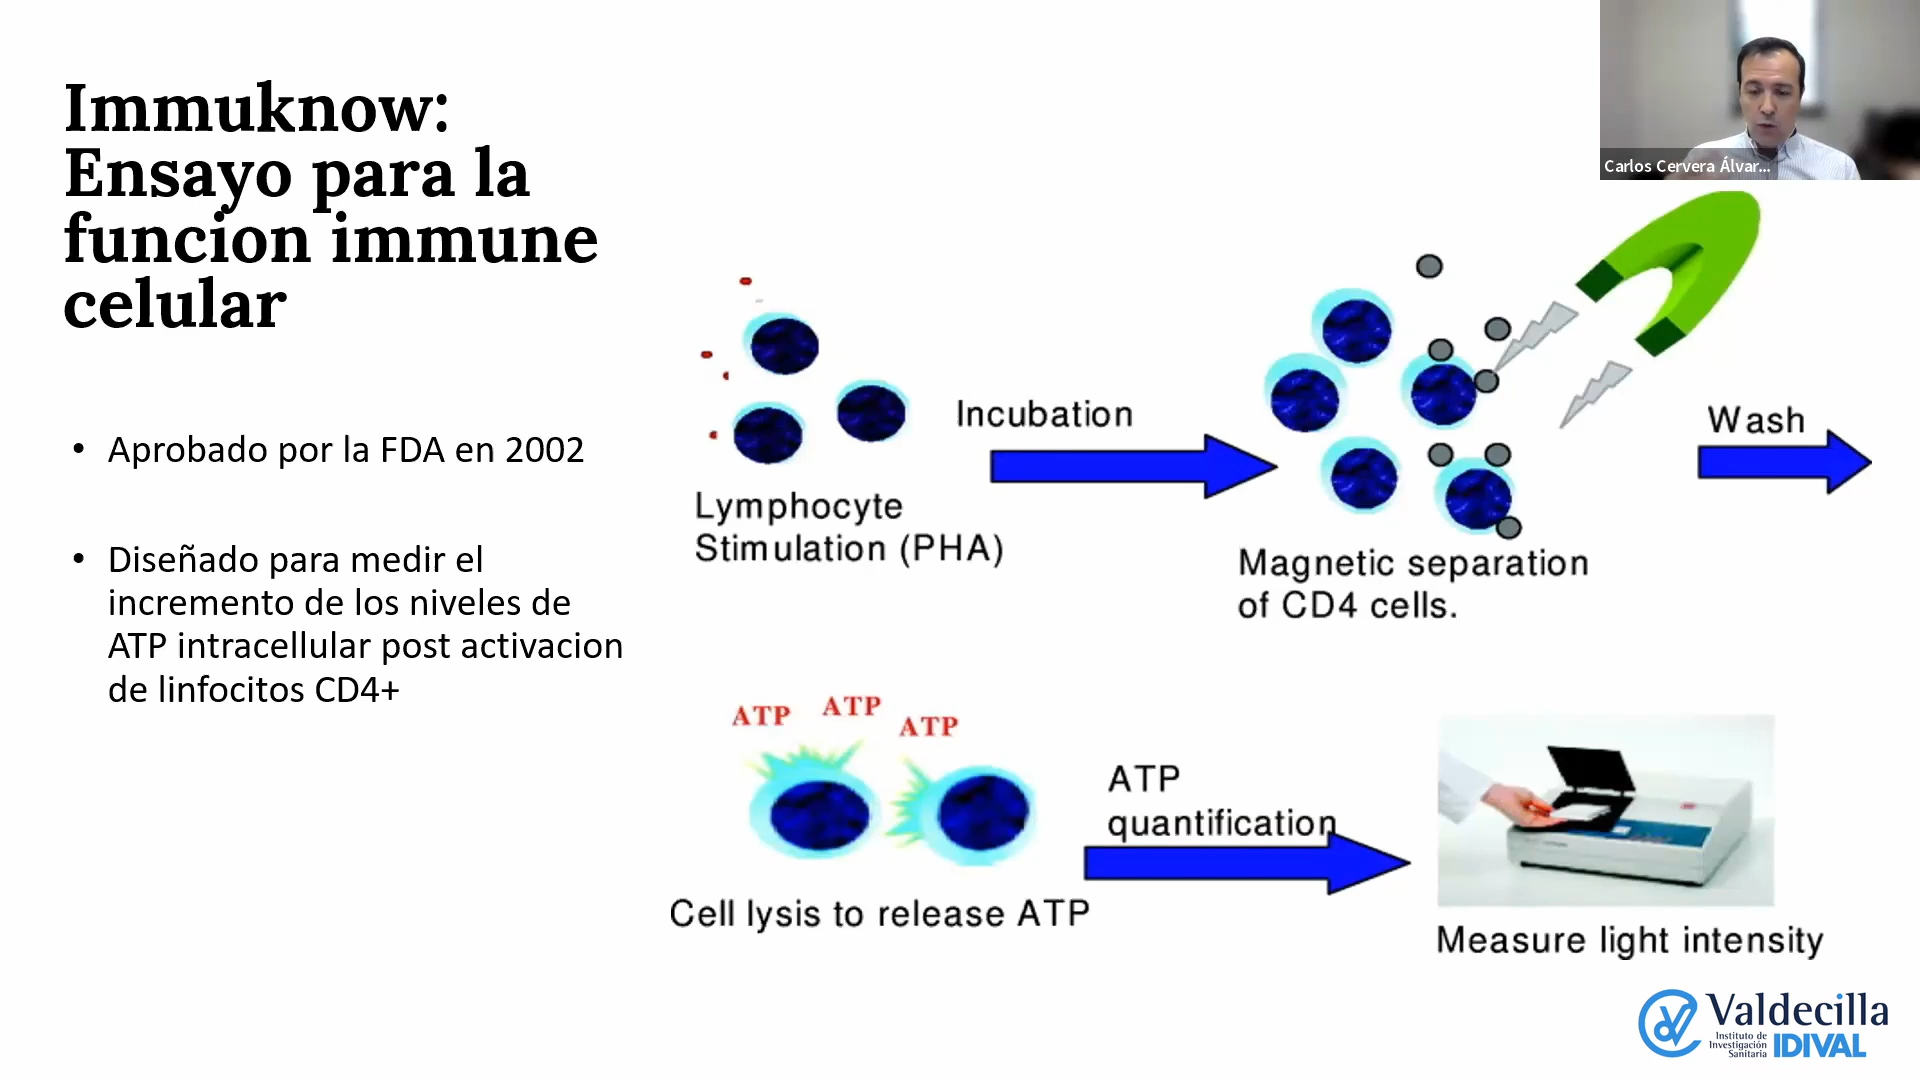 Immuknow:
Ensayo para la
funcion immune
celular
• Aprobado por la FDA en 2002
• Diseñado para medir el
incremento de los niveles de
ATP intracellular post activacion
de linfocitos CD4+
Carlos Cervera Álvar...
Lymphocyte
Stimulation (PHA)
Incubation
Magnetic separation
of CD4 cells.
Wash
ATP
ATP
ATP
Cell lysis to release ATP
ATP
quantification
Measure light intensity
Valdecilla
Instituto de
Investigación
Sanitaria
IDIVAL